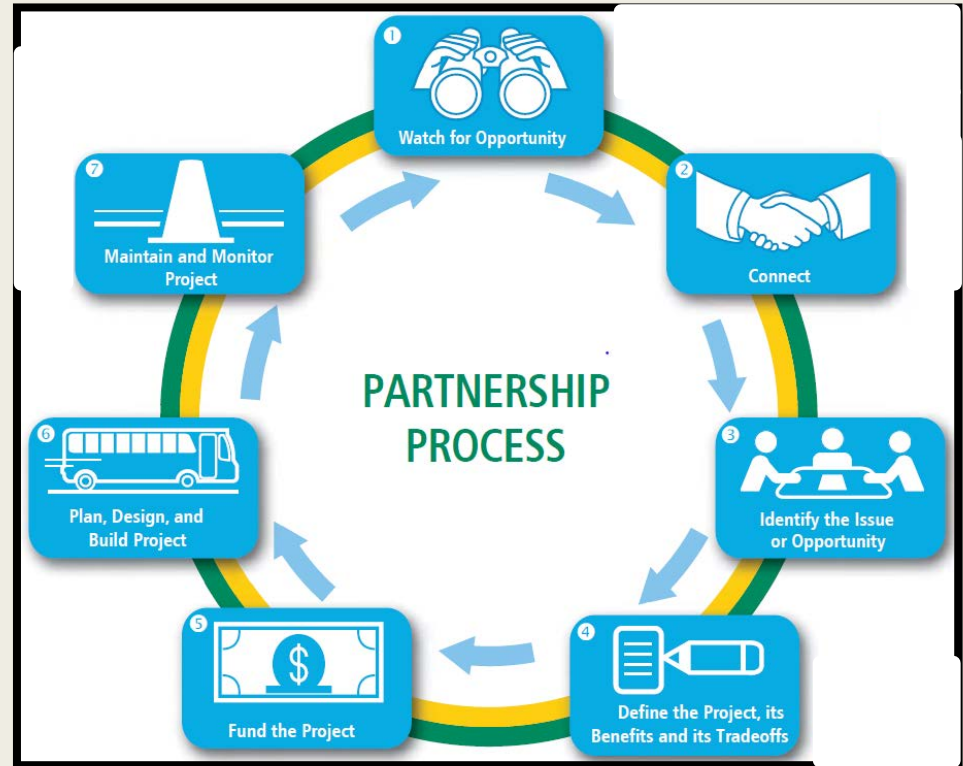 1
Watch for Opportunity
2
Connect
3
Identify the Issue
or Opportunity
4
Define the Project, its
Benefits and its Tradeoffs
5
$
Fund the Project
6
Plan, Design, and
Build Project
7
Maintain and Monitor
Project
PARTNERSHIP
PROCESS